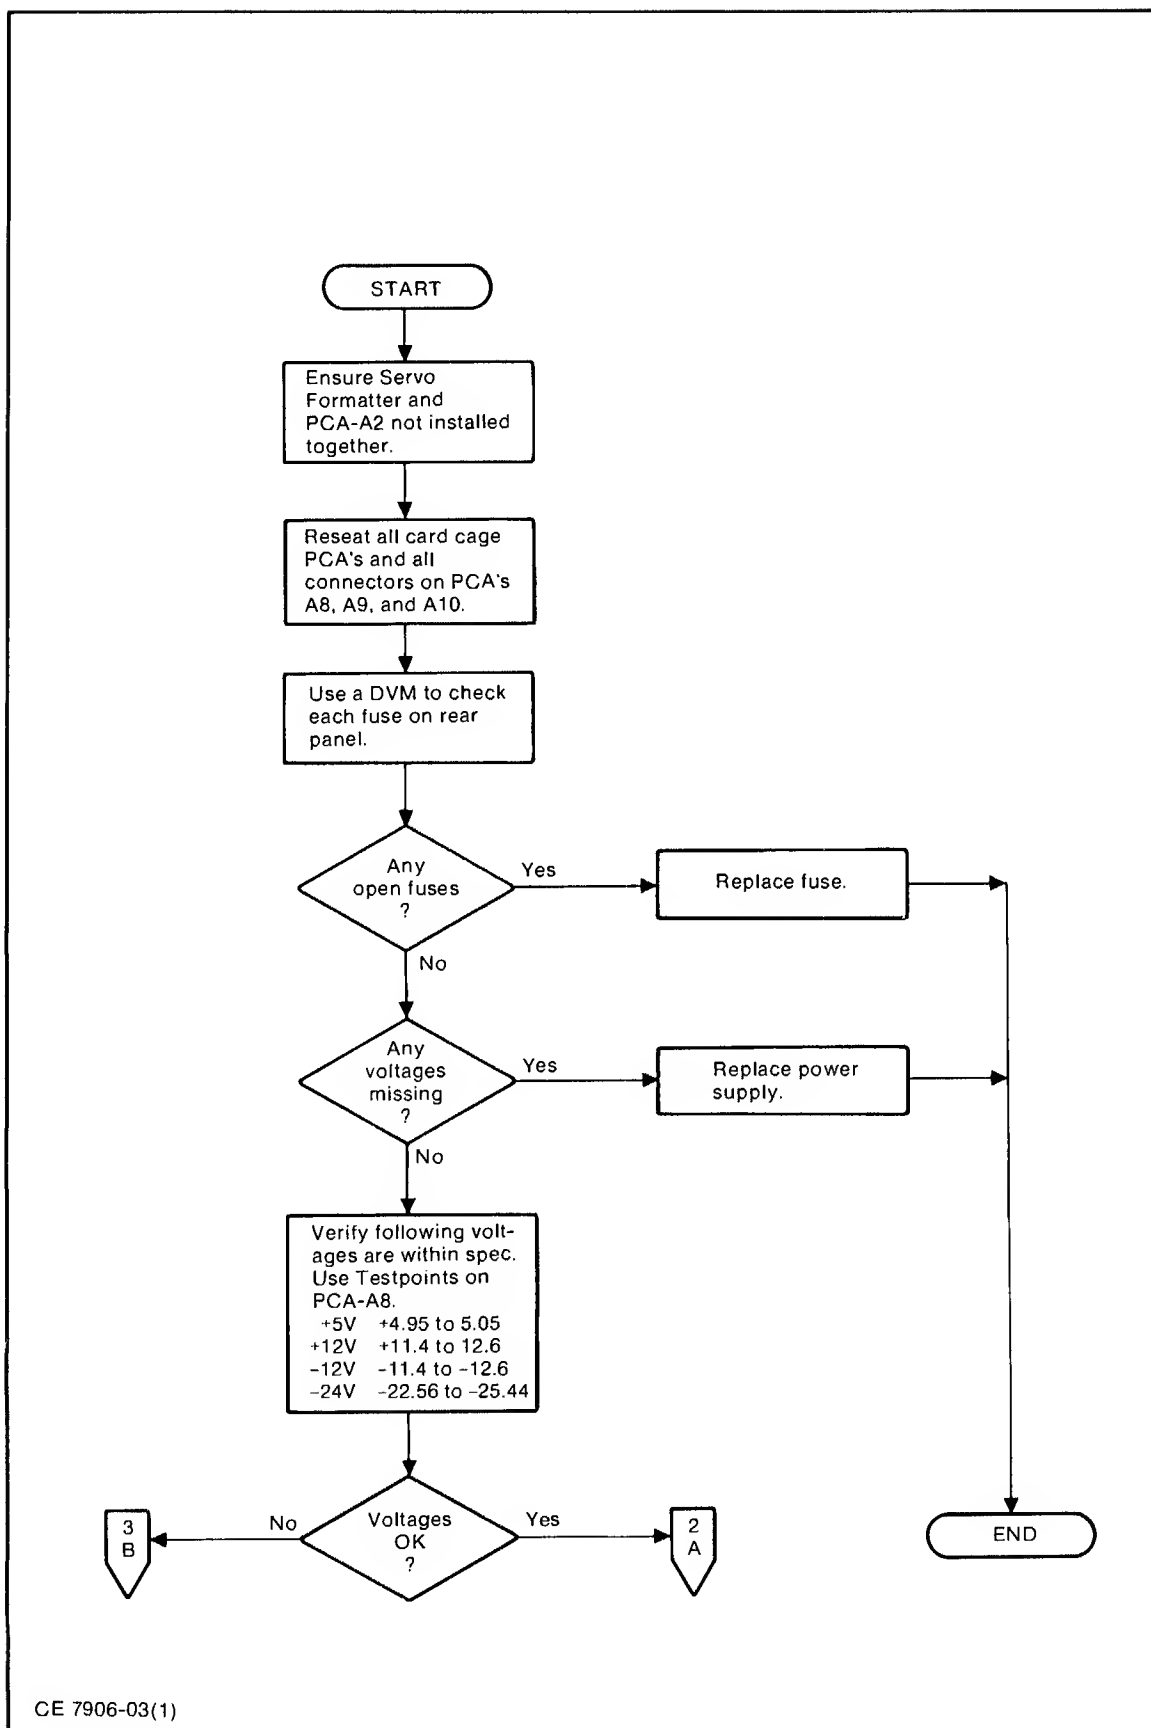 START
Ensure Servo
Formatter and
PCA-A2 not installed
together.
Reseat all card cage
PCA's and all
connectors on PCA's
A8, A9, and A10.
Use a DVM to check
each fuse on rear
panel.
Any
open fuses
?
Yes
Replace fuse.
No
Any
voltages
missing
?
Yes
Replace power
supply.
No
Verify following volt-
ages are within spec.
Use Testpoints on
PCA-A8.
+5V +4.95 to 5.05
+12V +11.4 to 12.6
−12V −11.4 to −12.6
−24V −22.56 to −25.44
3
B
No
Voltages
OK
?
Yes
2
A
END
CE 7906-03(1)